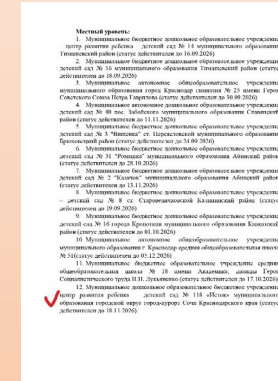 Местный уровень:
1. Муниципальное бюджетное дошкольное образовательное учреждение
центр развития ребенка детский сад № 14 муниципального образования
Тимашевский район (статус действителен до 16.09.2026)
2. Муниципальное бюджетное дошкольное образовательное учреждение
детский сад № 16 муниципального образования Тимашевский район (статус
действителен до 18.09.2026)
3. Муниципальное автономное общеобразовательное учреждение
муниципального образования город Краснодар гимназия № 23 имени Героя
Советского Союза Петра Гаврилова (статус действителен до 30.09.2026)
4. Муниципальное автономное дошкольное образовательное учреждение
детский сад № 40 пос. Забойского муниципального образования Славянский
район (статус действителен до 11.11.2026)
5. Муниципальное бюджетное дошкольное образовательное учреждение
детский сад № 3 ст. Переясловской муниципального образования
Брюховецкий район (статус действителен до 24.09.2026)
6. Муниципальное бюджетное дошкольное образовательное учреждение
детский сад № 31 "Ромашка" муниципального образования Абинский район
(статус действителен до 28.10.2026)
7. Муниципальное бюджетное дошкольное образовательное учреждение
детский сад № 2 "Казачок" муниципального образования Абинский район
(статус действителен до 13.11.2026)
8. Муниципальное бюджетное дошкольное образовательное учреждение
– детский сад № 8 ст. Стародеревянковской Каневской район (статус
действителен до 19.09.2026)
9. Муниципальное бюджетное дошкольное образовательное учреждение
детский сад № 16 города Кропоткин муниципального образования Кавказский
район (статус действителен до 01.10.2026)
10. Муниципальное автономное общеобразовательное учреждение
муниципального образования г. Краснодар средняя общеобразовательная школа
№ 51(статус действителен до 05.12.2026)
11. Муниципальное бюджетное общеобразовательное учреждение средняя
общеобразовательная школа № 18 имени Академика, дважды Героя
Социалистического труда П.П. Лукьяненко (статус действителен до 17.10.2026)
12. Муниципальное дошкольное образовательное бюджетное учреждение
центр развития ребенка детский сад № 118 «Исток» муниципального
образования городской округ город-курорт Сочи Краснодарского края (статус
действителен до 18.11.2026)